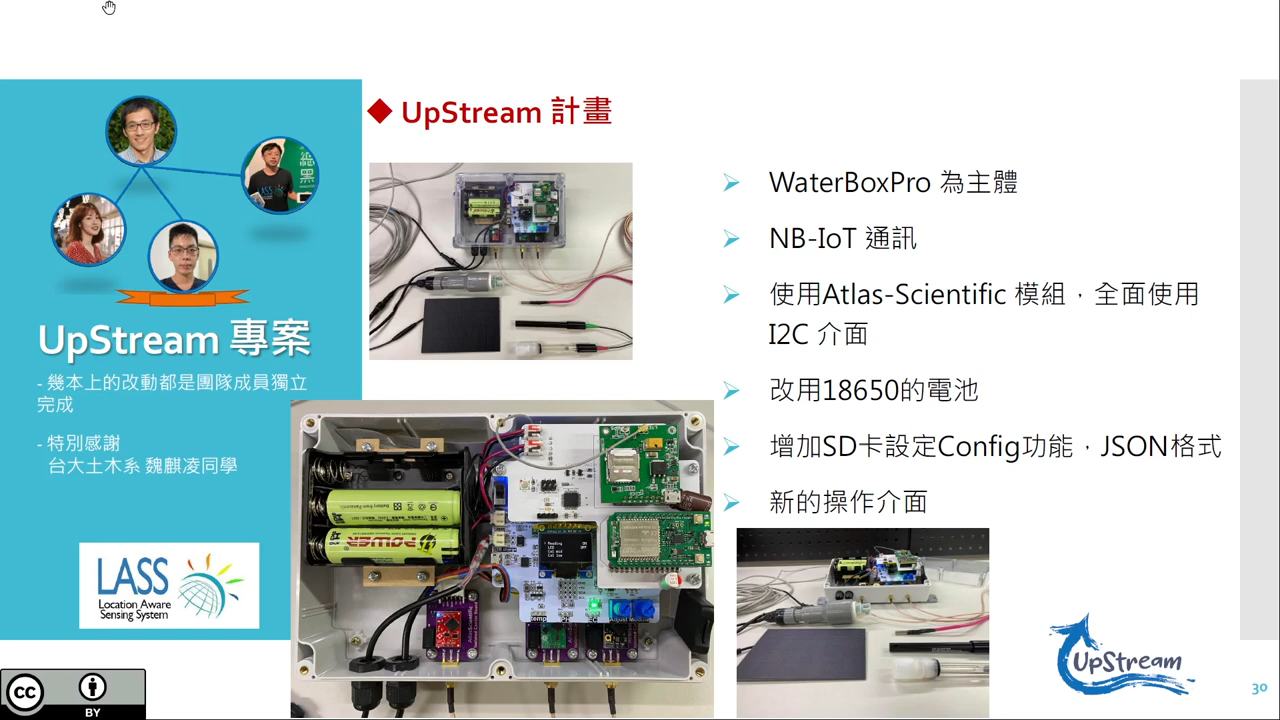 ◆ UpStream 計畫
UpStream 專案
- 幾本上的改動都是團隊成員獨立
完成
- 特別感謝
台大土木系 魏麒凌同學
LASS
Location Aware
Sensing System
WaterBoxPro 為主體
NB-IoT 通訊
使用Atlas-Scientific 模組，全面使用
I2C 介面
改用18650的電池
增加SD卡設定Config功能，JSON格式
新的操作介面
POWER
temp
UpStream
30
cc
BY